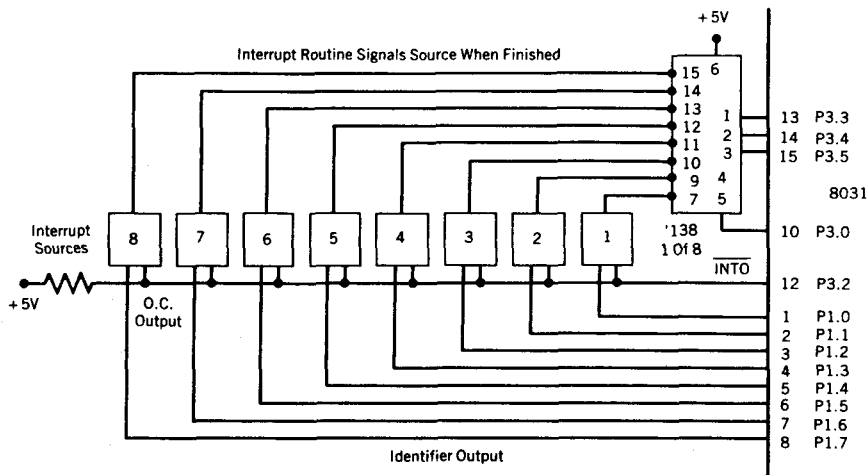 +5V
Interrupt Routine Signals Source When Finished
15 6
14
13
1 13 P3.3
12
2 14 P3.4
11
3 15 P3.5
10
9 4
8031
7 5
Interrupt
Sources
8 7 6 5 4 3 2 1
'138
1 Of 8
10 P3.0
INT0
+5V
O.C.
Output
12 P3.2
1 P1.0
2 P1.1
3 P1.2
4 P1.3
5 P1.4
6 P1.5
7 P1.6
8 P1.7
Identifier Output